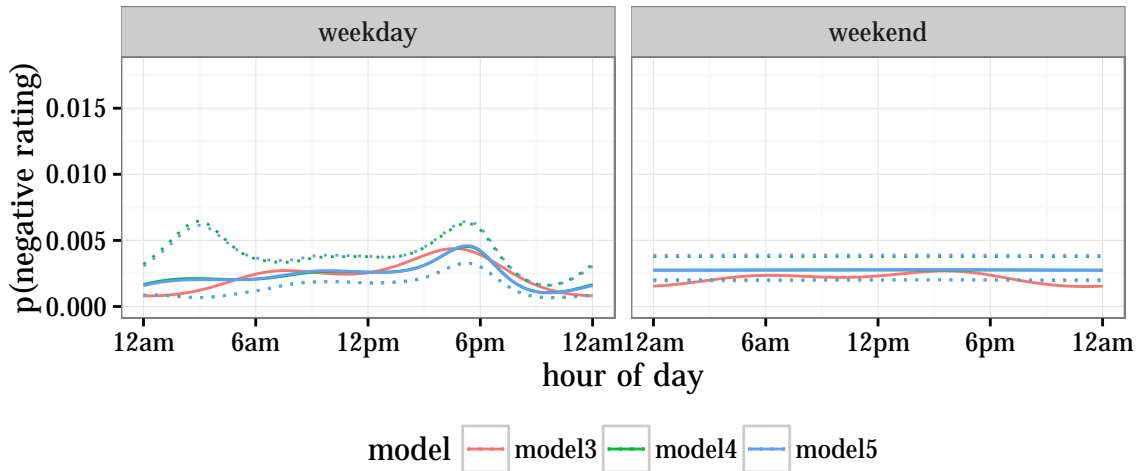 weekday weekend
p(negative rating)
0.015
0.010
0.005
0.000
12am 6am 12pm 6pm 12am 12am 6am 12pm 6pm 12am
hour of day
model model3 model4 model5